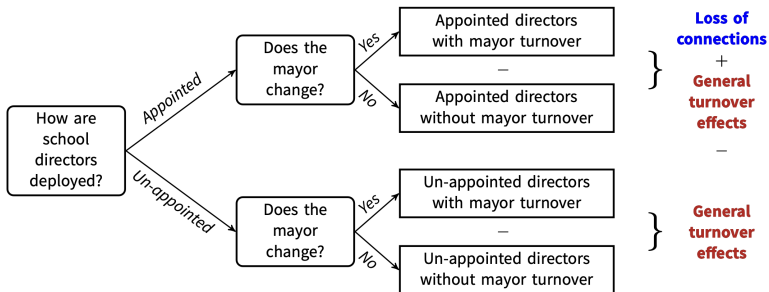 How are
school
directors
deployed?
Appointed
Un-appointed
Does the
mayor
change?
Yes
No
Appointed directors
with mayor turnover
–
Appointed directors
without mayor turnover
}
Loss of
connections
+
General
turnover
effects
–
Does the
mayor
change?
Yes
No
Un-appointed directors
with mayor turnover
–
Un-appointed directors
without mayor turnover
}
General
turnover
effects